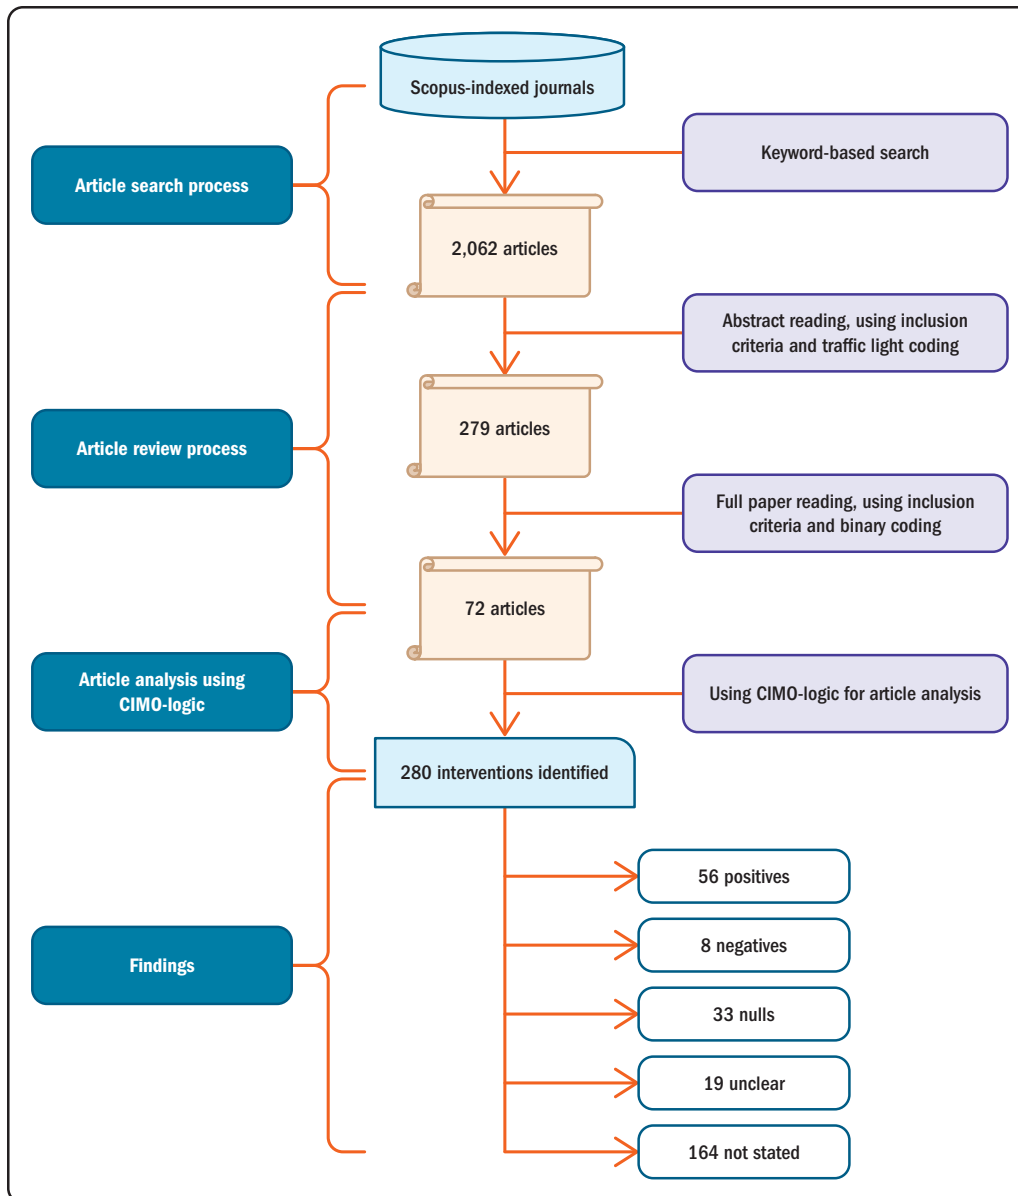 Scopus-indexed journals
Keyword-based search
Article search process
2,062 articles
Abstract reading, using inclusion
criteria and traffic light coding
279 articles
Article review process
Full paper reading, using inclusion
criteria and binary coding
72 articles
Article analysis using
CIMO-logic
Using CIMO-logic for article analysis
280 interventions identified
56 positives
8 negatives
Findings
33 nulls
19 unclear
164 not stated